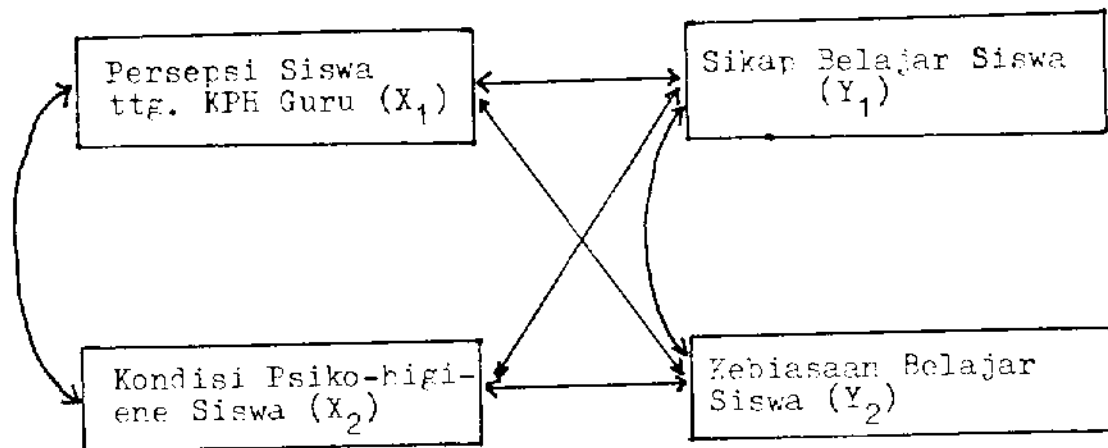 Persepsi Siswa
ttg. KPH Guru (X₁)
Sikap Belajar Siswa
(Y₁)
Kondisi Psiko-higi-
ene Siswa (X₂)
Kebiasaan Belajar
Siswa (Y₂)